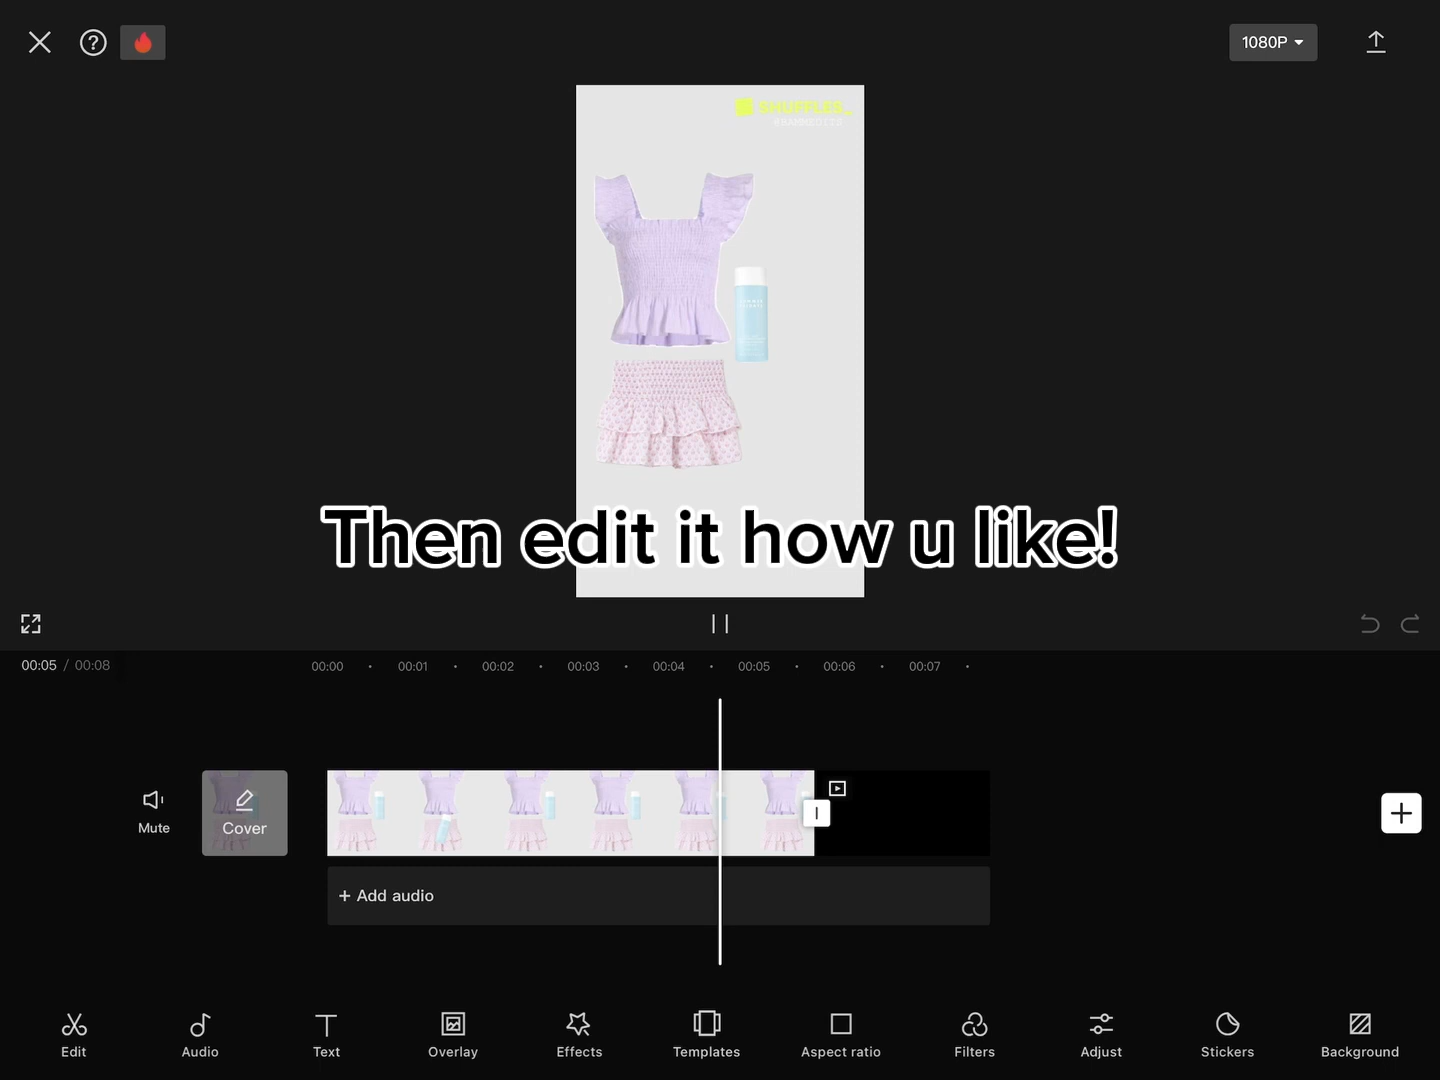 1080P
SHUFFLES
Then edit it how u like!
00:05 / 00:08
00:00 00:01 00:02 00:03 00:04 00:05 00:06 00:07
Mute
Cover
+ Add audio
Edit Audio Text Overlay Effects Templates Aspect ratio Filters Adjust Stickers Background